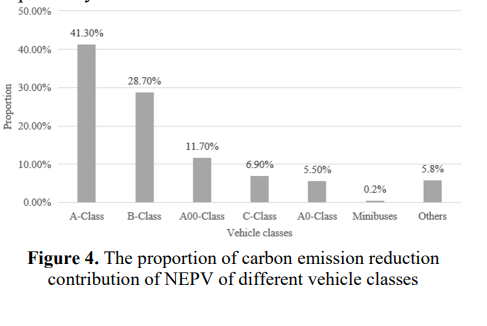 50.00%
41.30%
40.00%
30.00%
28.70%
20.00%
11.70%
10.00%
6.90%
5.50%
5.8%
0.2%
0.00%
Proportion
A-Class B-Class A00-Class C-Class A0-Class Minibuses Others
Vehicle classes
Figure 4. The proportion of carbon emission reduction
contribution of NEPV of different vehicle classes